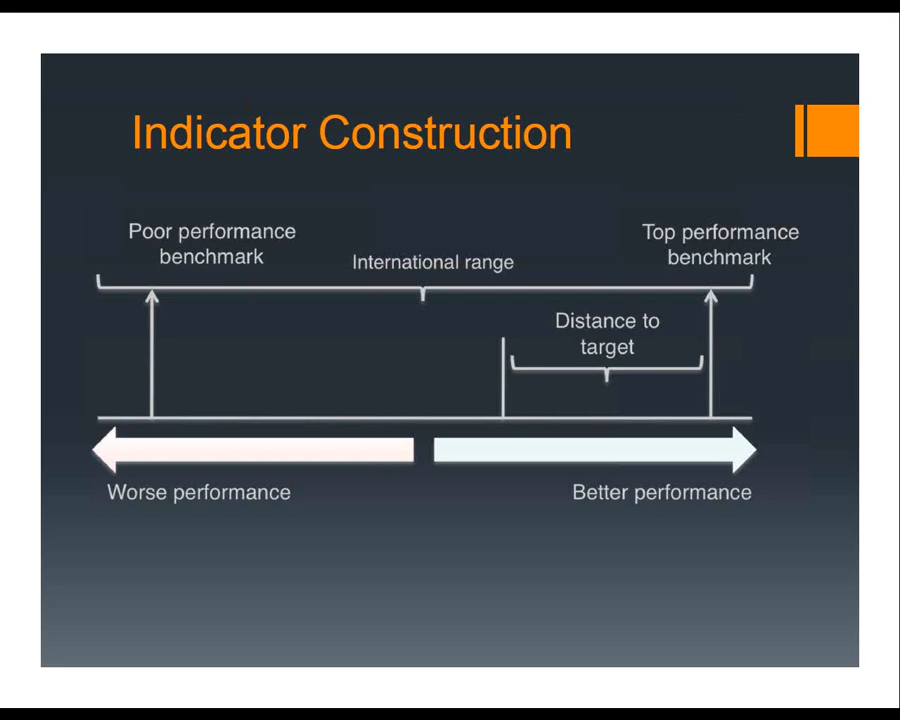 Indicator Construction
Poor performance
benchmark
International range
Top performance
benchmark
Distance to
target
Worse performance
Better performance